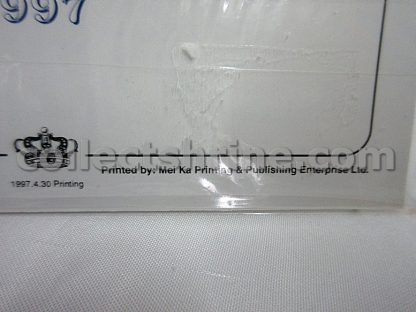 997
collectshrine.com
Printed by: Mei Ka Printing & Publishing Enterprise Ltd.
1997.4.30 Printing